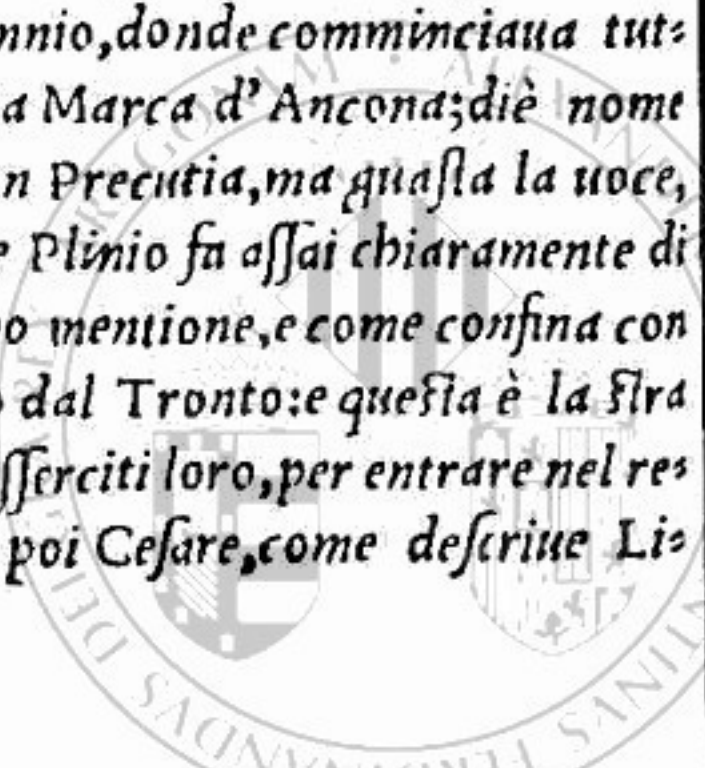 nnio,donde comminciaua tut⸗
a Marca d' Ancona;diè nome
n Precutia,ma guaſta la uoce,
e Plinio fa aſſai chiaramente di
o mentione,e come confina con
o dal Tronto:e queſta è la ſtra
ſſerciti loro,per entrare nel re⸗
poi Ceſare,come deſcriue Li⸗